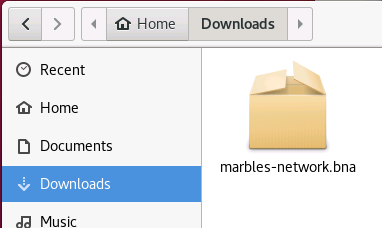 Home Downloads
Recent
Home
Documents
Downloads
Music
marbles-network.bna